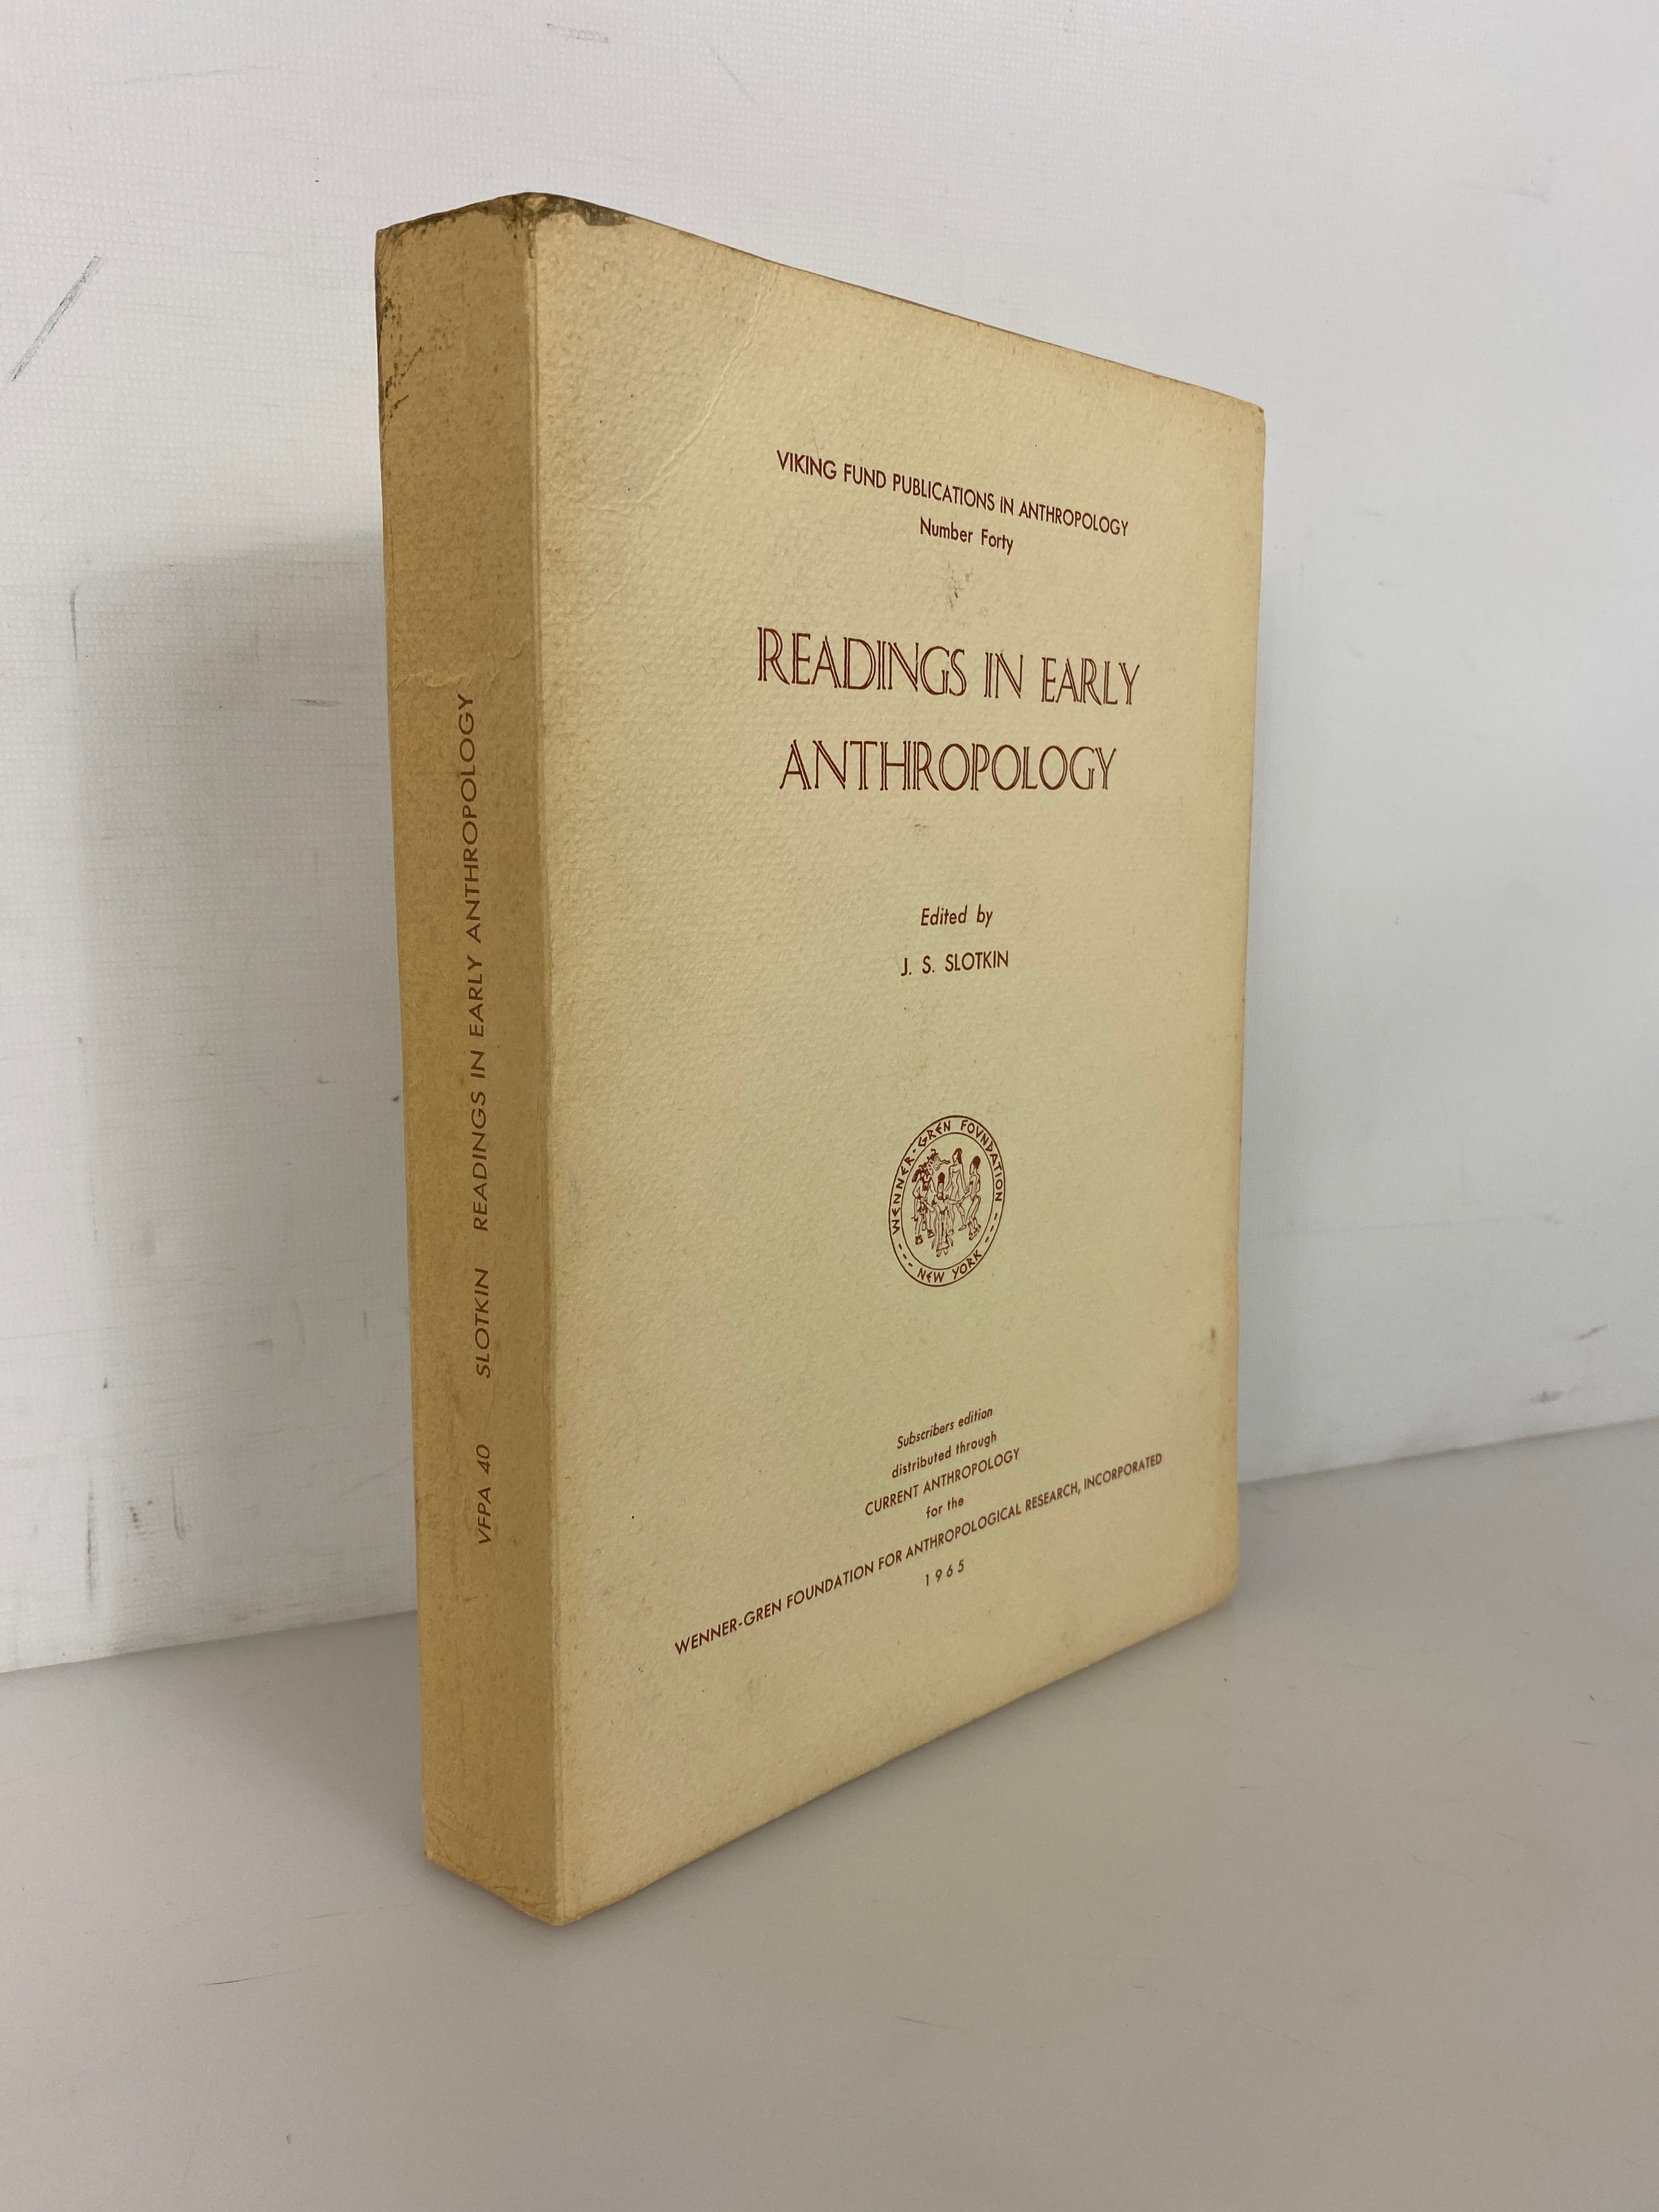 VIKING FUND PUBLICATIONS IN ANTHROPOLOGY
Number Forty
READINGS IN EARLY
ANTHROPOLOGY
Edited by
J. S. SLOTKIN
WENNER-GREN FOVNDATION
NEW YORK
Subscribers edition
distributed through
CURRENT ANTHROPOLOGY
for the
WENNER-GREN FOUNDATION FOR ANTHROPOLOGICAL RESEARCH, INCORPORATED
1965
VFPA 40 SLOTKIN READINGS IN EARLY ANTHROPOLOGY